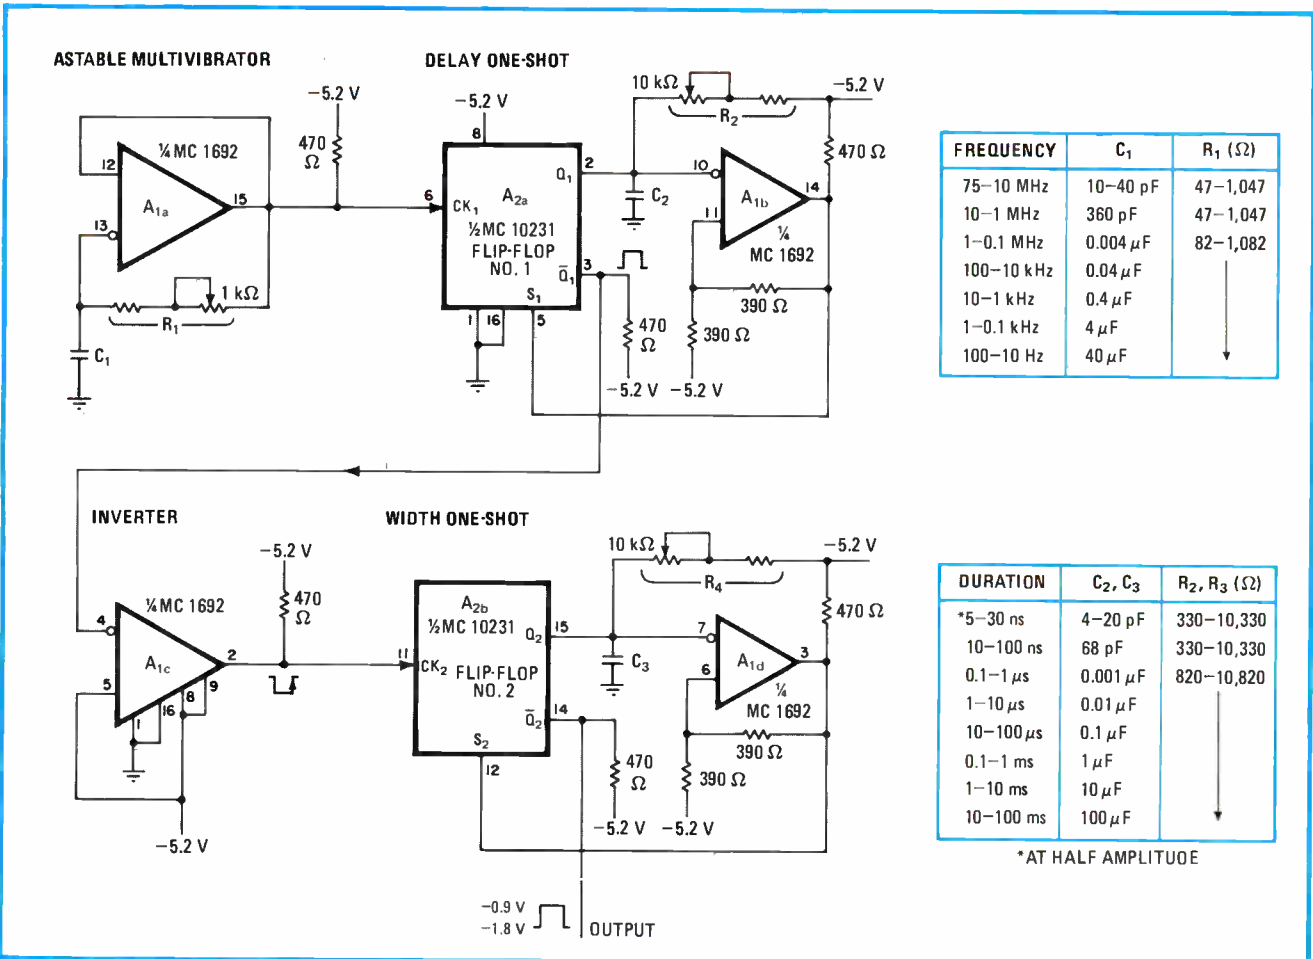 ASTABLE MULTIVIBRATOR
DELAY ONE-SHOT
−5.2 V
470
Ω
12
¼ MC 1692
A1a
15
13
1 kΩ
R1
C1
−5.2 V
8
6
CK1
A2a
½ MC 10231
FLIP-FLOP
NO. 1
Q1
2
Q̅1
3
S1
1
16
5
10 kΩ
R2
−5.2 V
470 Ω
C2
10
11
A1b
14
¼
MC 1692
390 Ω
390 Ω
470
Ω
−5.2 V
−5.2 V
FREQUENCY C1 R1 (Ω)
75–10 MHz 10–40 pF 47–1,047
10–1 MHz 360 pF 47–1,047
1–0.1 MHz 0.004 μF 82–1,082
100–10 kHz 0.04 μF
10–1 kHz 0.4 μF
1–0.1 kHz 4 μF
100–10 Hz 40 μF
INVERTER
WIDTH ONE-SHOT
−5.2 V
470
Ω
¼ MC 1692
4
A1c
2
5
1
16
8
9
−5.2 V
11
CK2
A2b
½ MC 10231
FLIP-FLOP
NO. 2
Q2
15
Q̅2
14
S2
12
10 kΩ
R4
−5.2 V
470 Ω
C3
7
6
A1d
3
¼
MC 1692
390 Ω
390 Ω
470
Ω
−5.2 V
−5.2 V
−0.9 V
−1.8 V
OUTPUT
DURATION C2, C3 R2, R3 (Ω)
*5–30 ns 4–20 pF 330–10,330
10–100 ns 68 pF 330–10,330
0.1–1 μs 0.001 μF 820–10,820
1–10 μs 0.01 μF
10–100 μs 0.1 μF
0.1–1 ms 1 μF
1–10 ms 10 μF
10–100 ms 100 μF
*AT HALF AMPLITUDE